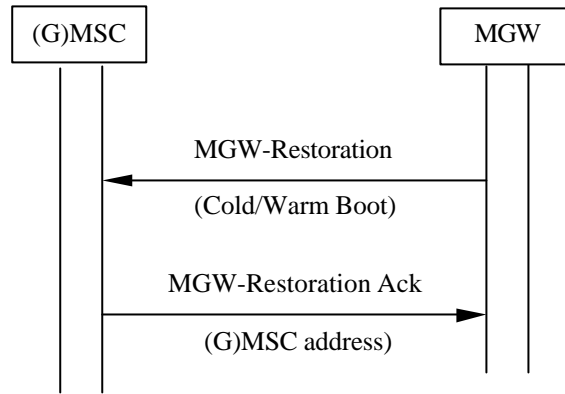 (G)MSC
MGW
MGW-Restoration
(Cold/Warm Boot)
MGW-Restoration Ack
(G)MSC address)